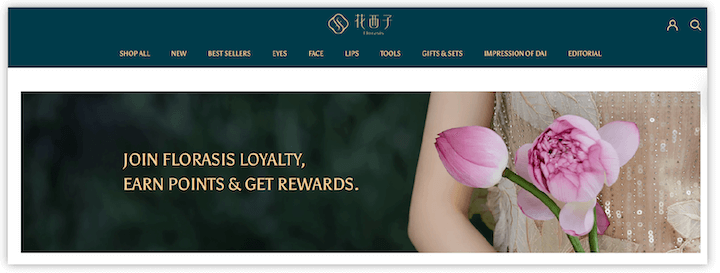 花西子
Florasis
SHOP ALL NEW BEST SELLERS EYES FACE LIPS TOOLS GIFTS & SETS IMPRESSION OF DAI EDITORIAL
JOIN FLORASIS LOYALTY,
EARN POINTS & GET REWARDS.